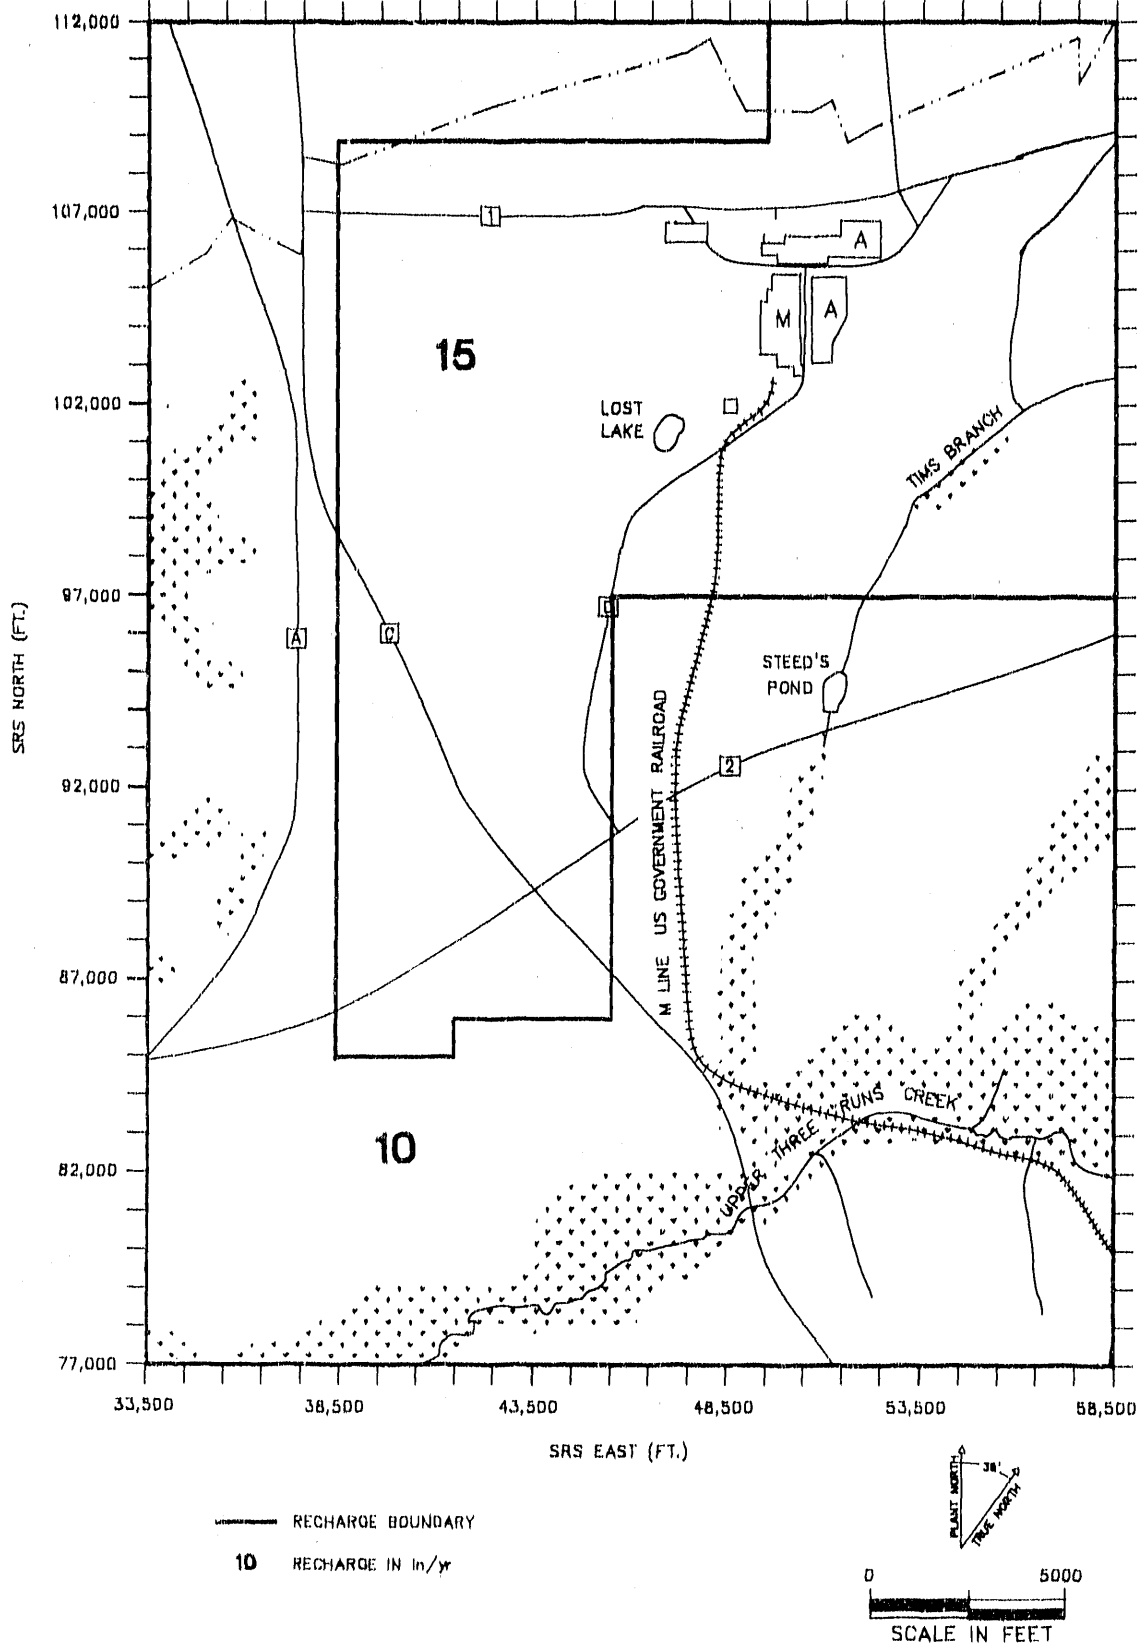 112,000
107,000
1
A
M
A
15
102,000
LOST
LAKE
TIMS BRANCH
97,000
D
A
C
SRS NORTH (FT.)
STEED'S
POND
M LINE US GOVERNMENT RAILROAD
2
92,000
87,000
UPPER THREE RUNS CREEK
10
82,000
77,000
33,500
38,500
43,500
48,500
53,500
58,500
SRS EAST (FT.)
PLANT NORTH
TRUE NORTH
RECHARGE BOUNDARY
10 RECHARGE IN in/yr
0 5000
SCALE IN FEET